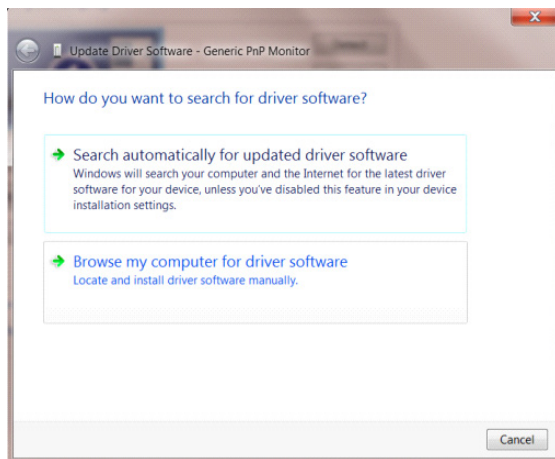 Update Driver Software - Generic PnP Monitor
How do you want to search for driver software?
Search automatically for updated driver software
Windows will search your computer and the Internet for the latest driver
software for your device, unless you've disabled this feature in your device
installation settings.
Browse my computer for driver software
Locate and install driver software manually.
Cancel